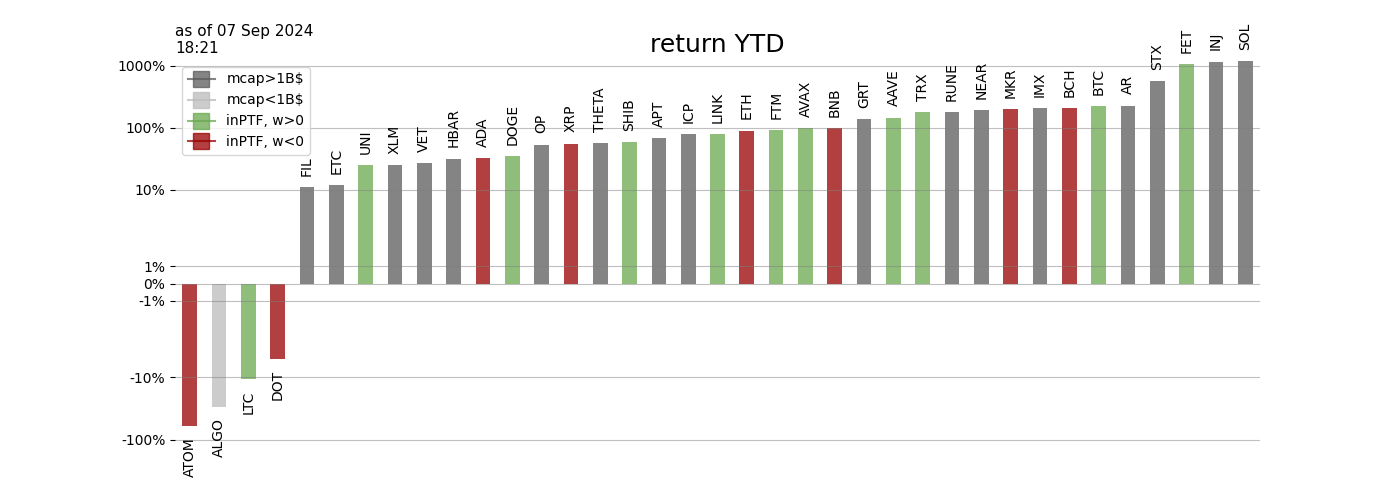 as of 07 Sep 2024
18:21
return YTD
mcap>1B$
mcap<1B$
inPTF, w>0
inPTF, w<0
1000%
100%
10%
1%
0%
-1%
-10%
-100%
ATOM
ALGO
LTC
DOT
FIL
ETC
UNI
XLM
VET
HBAR
ADA
DOGE
OP
XRP
THETA
SHIB
APT
ICP
LINK
ETH
FTM
AVAX
BNB
GRT
AAVE
TRX
RUNE
NEAR
MKR
IMX
BCH
BTC
AR
STX
FET
INJ
SOL